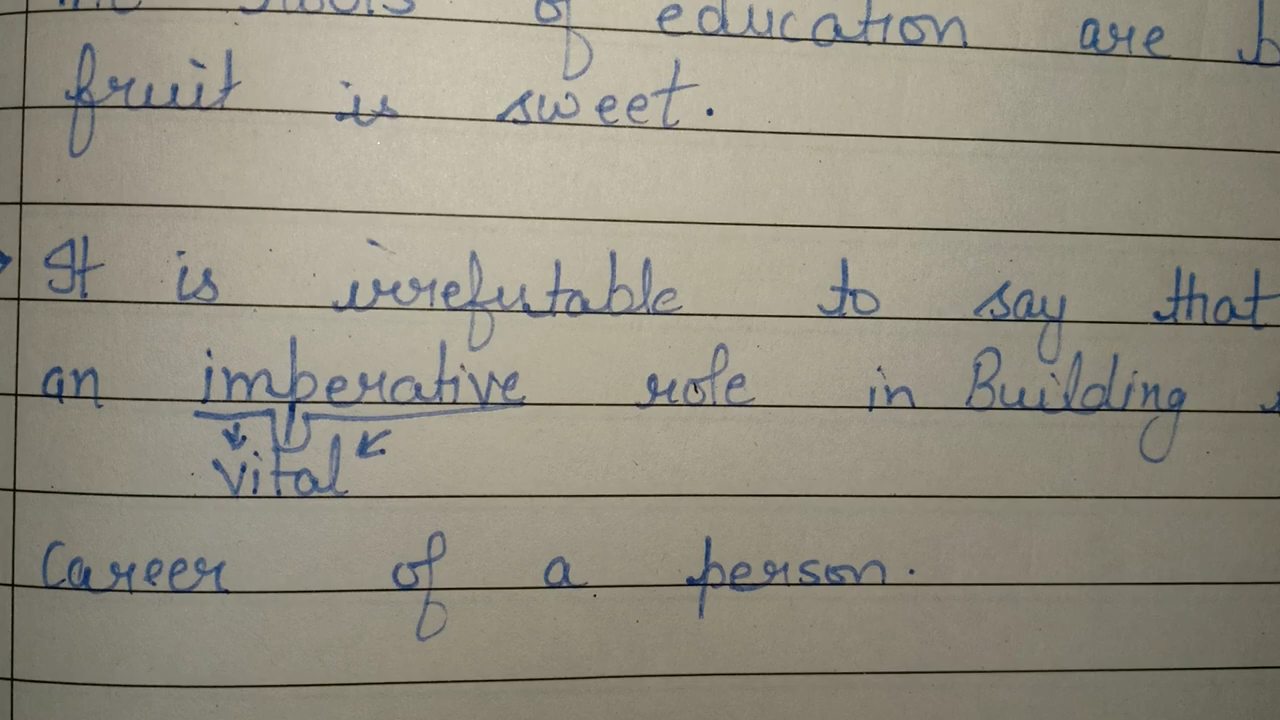 of education are
fruit is sweet.
It is irrefutable to say that
an imperative role in Building
vital
Career of a person.